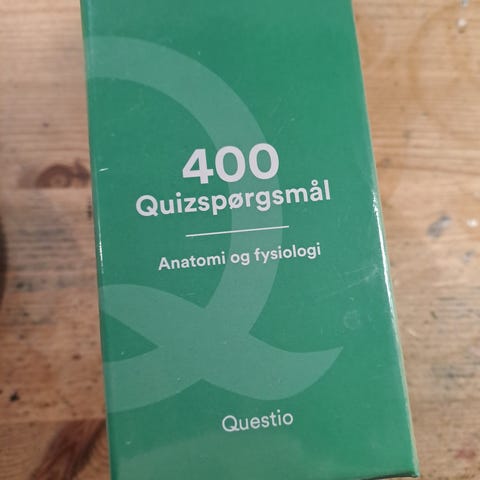 400
Quizspørgsmål
Anatomi og fysiologi
Questio